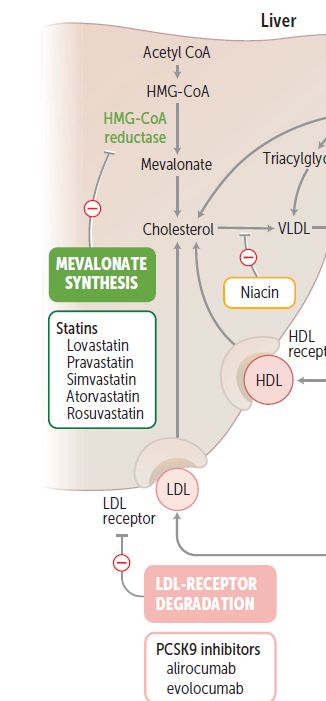 Liver
Acetyl CoA
HMG-CoA
HMG-CoA
reductase
Mevalonate
Triacylglyc
Cholesterol
VLDL
MEVALONATE
SYNTHESIS
Niacin
Statins
Lovastatin
Pravastatin
Simvastatin
Atorvastatin
Rosuvastatin
HDL
recept
HDL
LDL
LDL
receptor
LDL-RECEPTOR
DEGRADATION
PCSK9 inhibitors
alirocumab
evolocumab